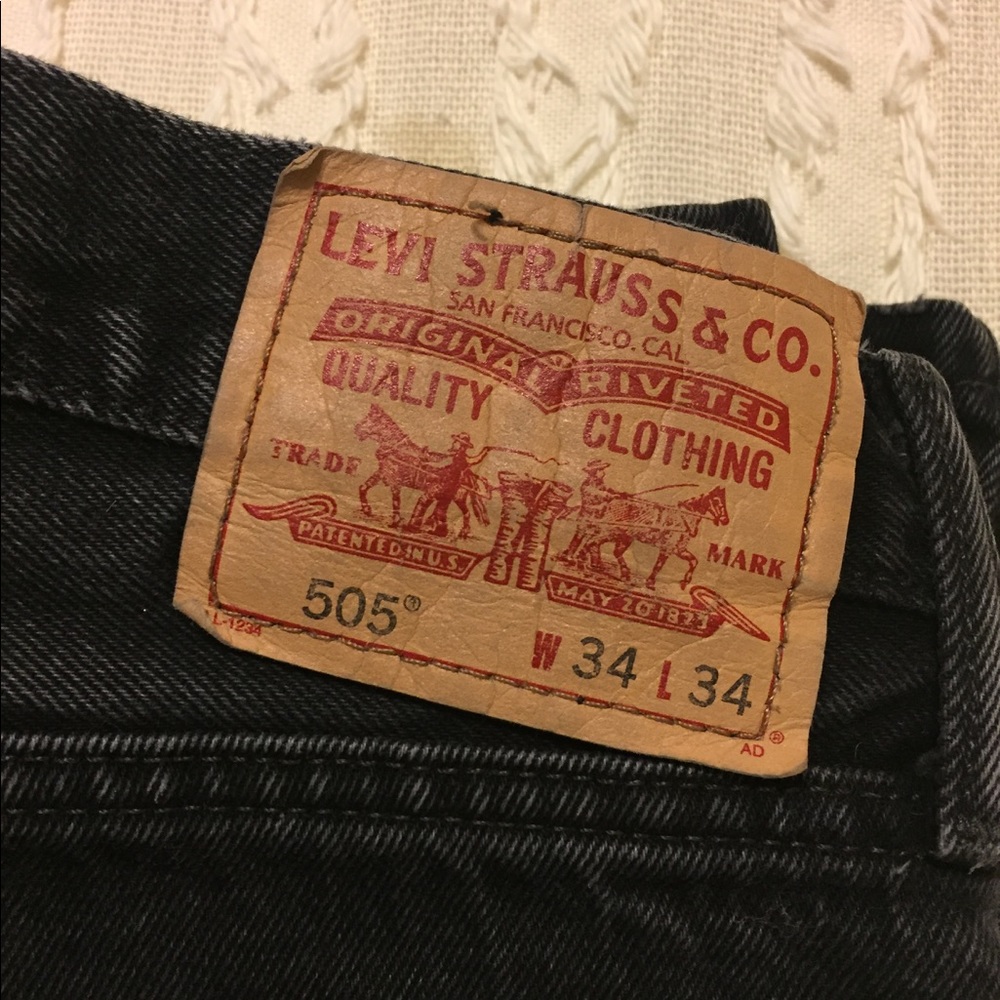 LEVI STRAUSS & CO.
SAN FRANCISCO. CAL.
ORIGINAL RIVETED
QUALITY CLOTHING
TRADE MARK
PATENTED IN U.S. MAY 20 1873
505®
W 34 L 34
L-1234
AD ®